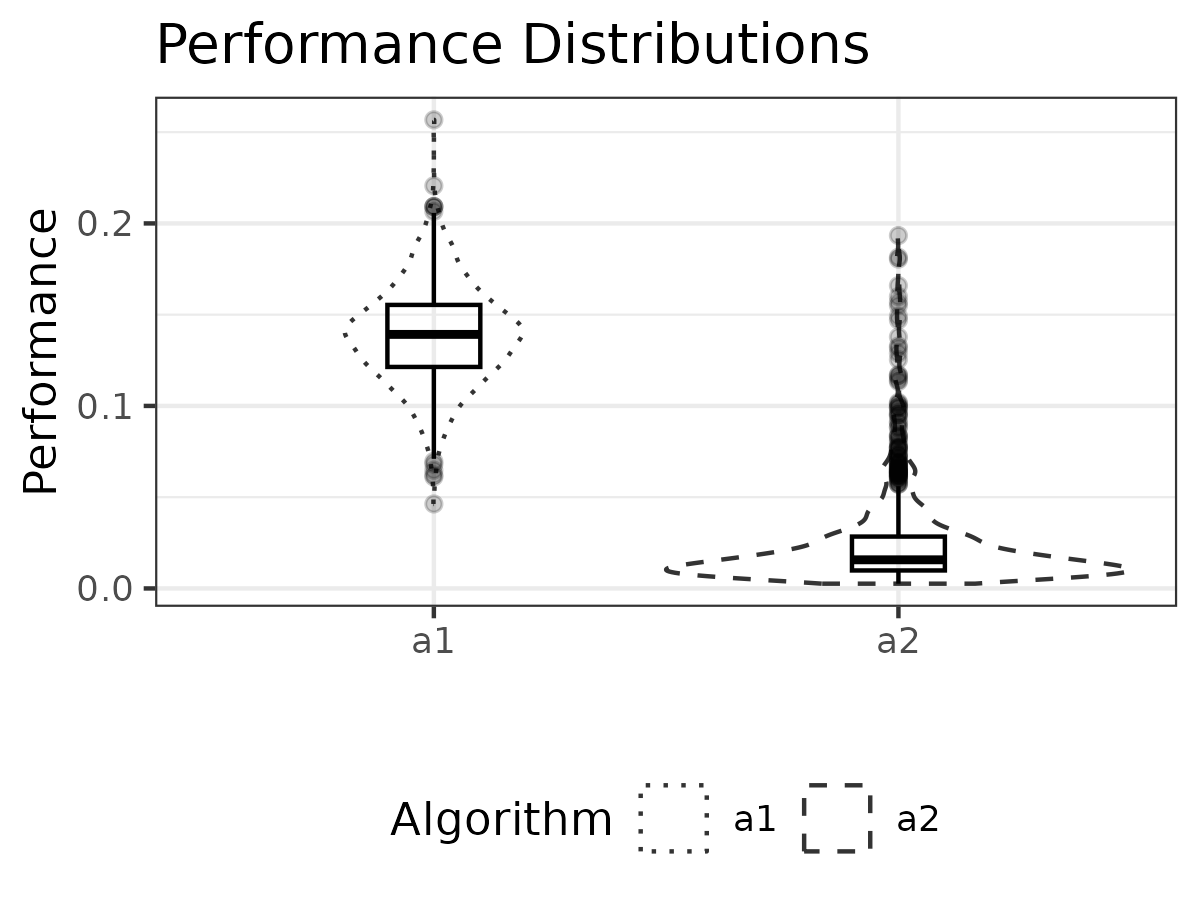 Performance Distributions
Performance
0.2
0.1
0.0
a1 a2
Algorithm a1 a2